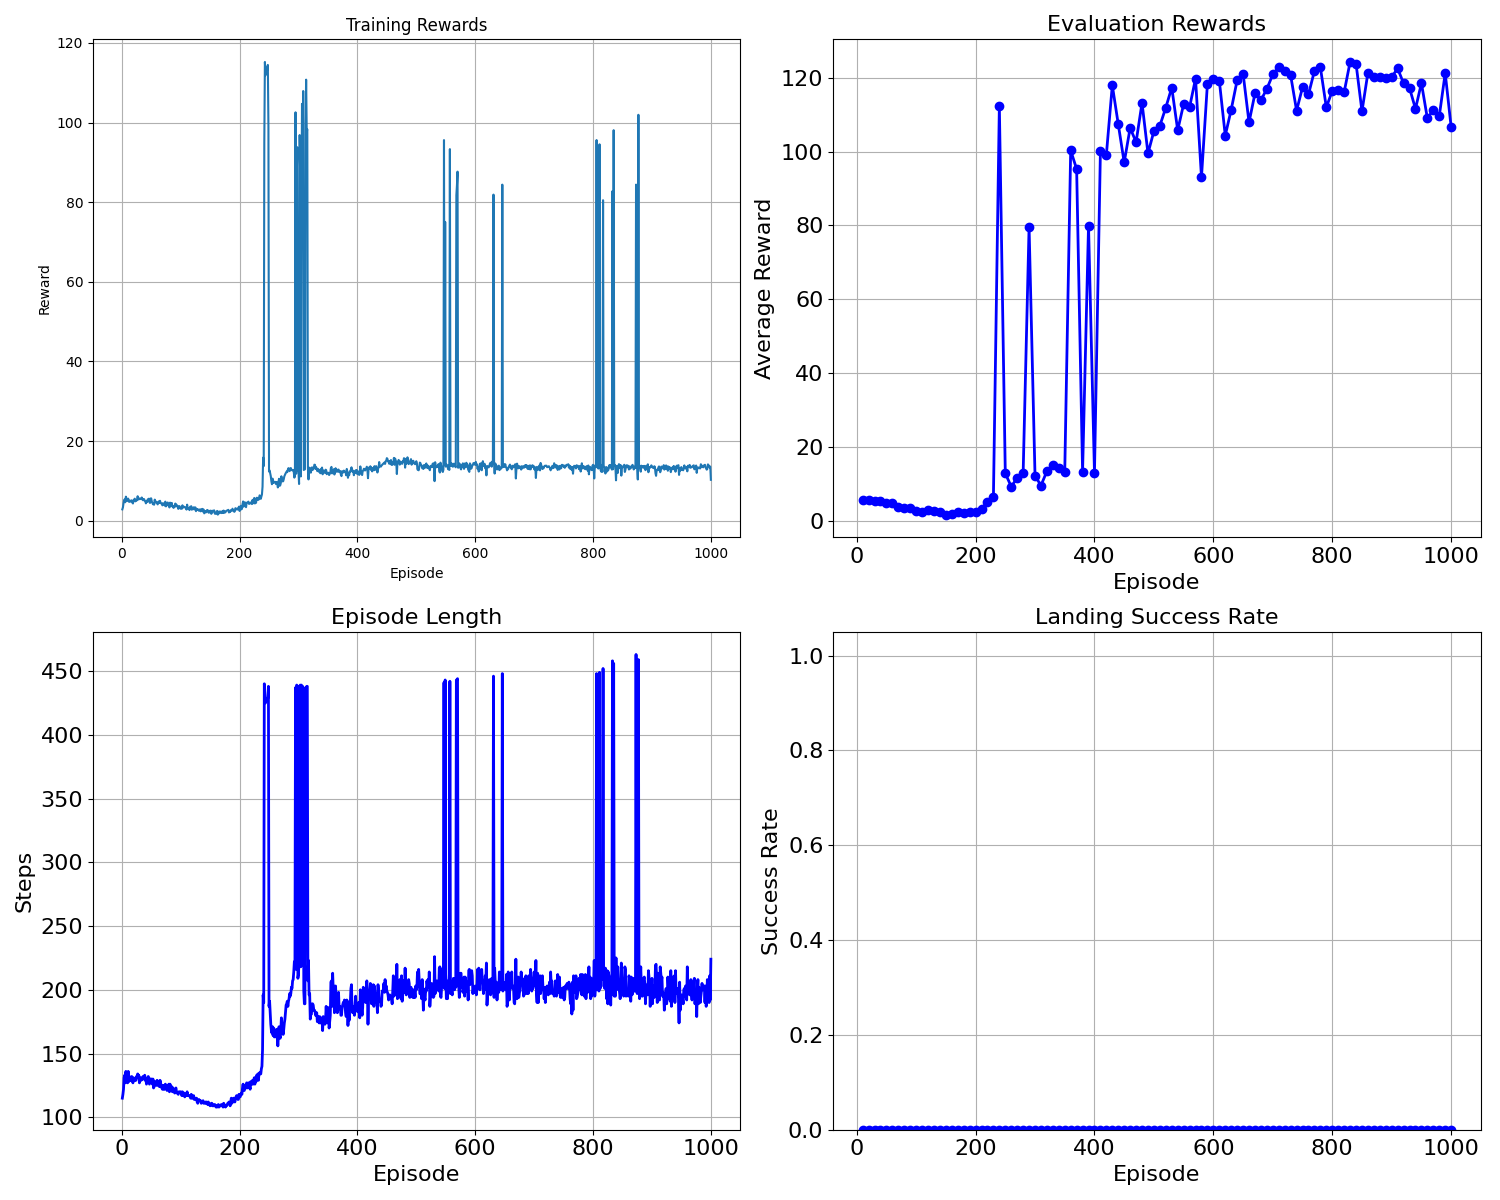 Training Rewards
120
100
80
60
40
20
0
Reward
0 200 400 600 800 1000
Episode
Evaluation Rewards
120
100
80
60
40
20
0
Average Reward
0 200 400 600 800 1000
Episode
Episode Length
450
400
350
300
250
200
150
100
Steps
0 200 400 600 800 1000
Episode
Landing Success Rate
1.0
0.8
0.6
0.4
0.2
0.0
Success Rate
0 200 400 600 800 1000
Episode